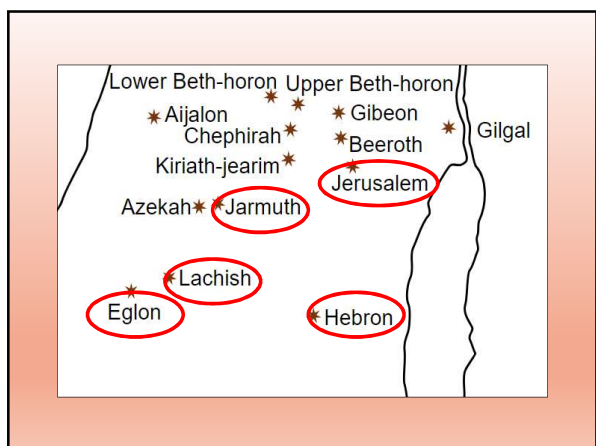 Lower Beth-horon
Upper Beth-horon
Aijalon
Gibeon
Chephirah
Gilgal
Beeroth
Kiriath-jearim
Jerusalem
Azekah
Jarmuth
Lachish
Eglon
Hebron